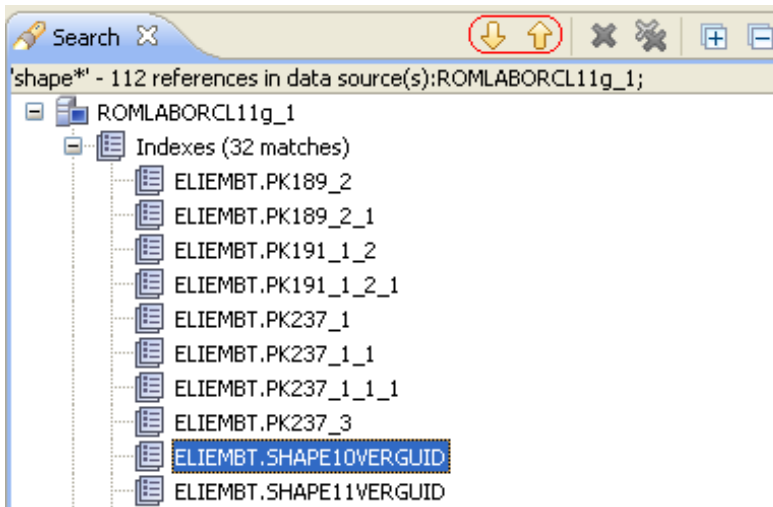 Search
'shape*' - 112 references in data source(s):ROMLABORCL11g_1;
ROMLABORCL11g_1
Indexes (32 matches)
ELIEMBT.PK189_2
ELIEMBT.PK189_2_1
ELIEMBT.PK191_1_2
ELIEMBT.PK191_1_2_1
ELIEMBT.PK237_1
ELIEMBT.PK237_1_1
ELIEMBT.PK237_1_1_1
ELIEMBT.PK237_3
ELIEMBT.SHAPE10VERGUID
ELIEMBT.SHAPE11VERGUID